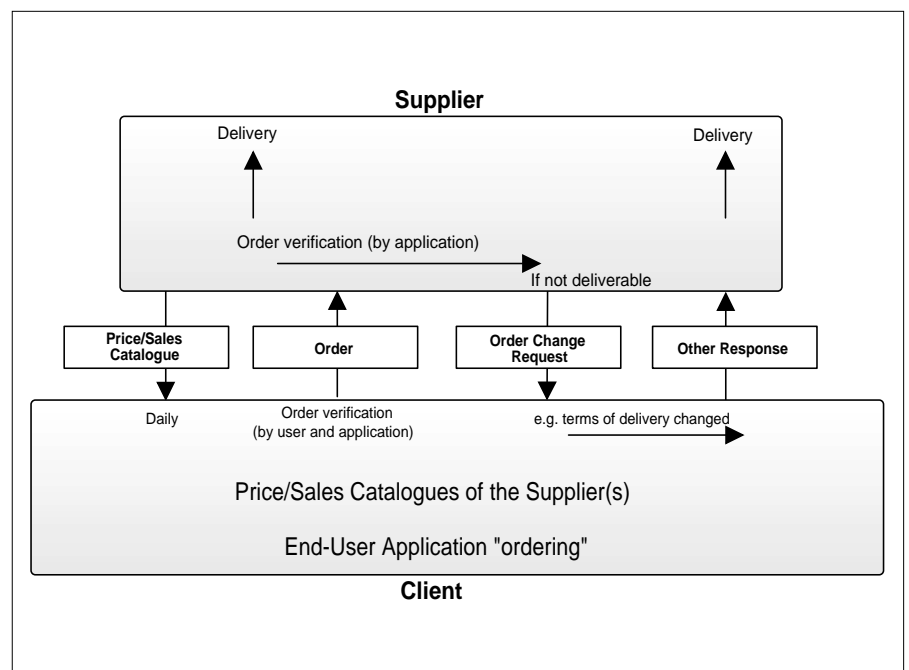 Supplier
Delivery
Delivery
Order verification (by application)
If not deliverable
Price/Sales
Catalogue
Order
Order Change
Request
Other Response
Daily
Order verification
(by user and application)
e.g. terms of delivery changed
Price/Sales Catalogues of the Supplier(s)
End-User Application "ordering"
Client